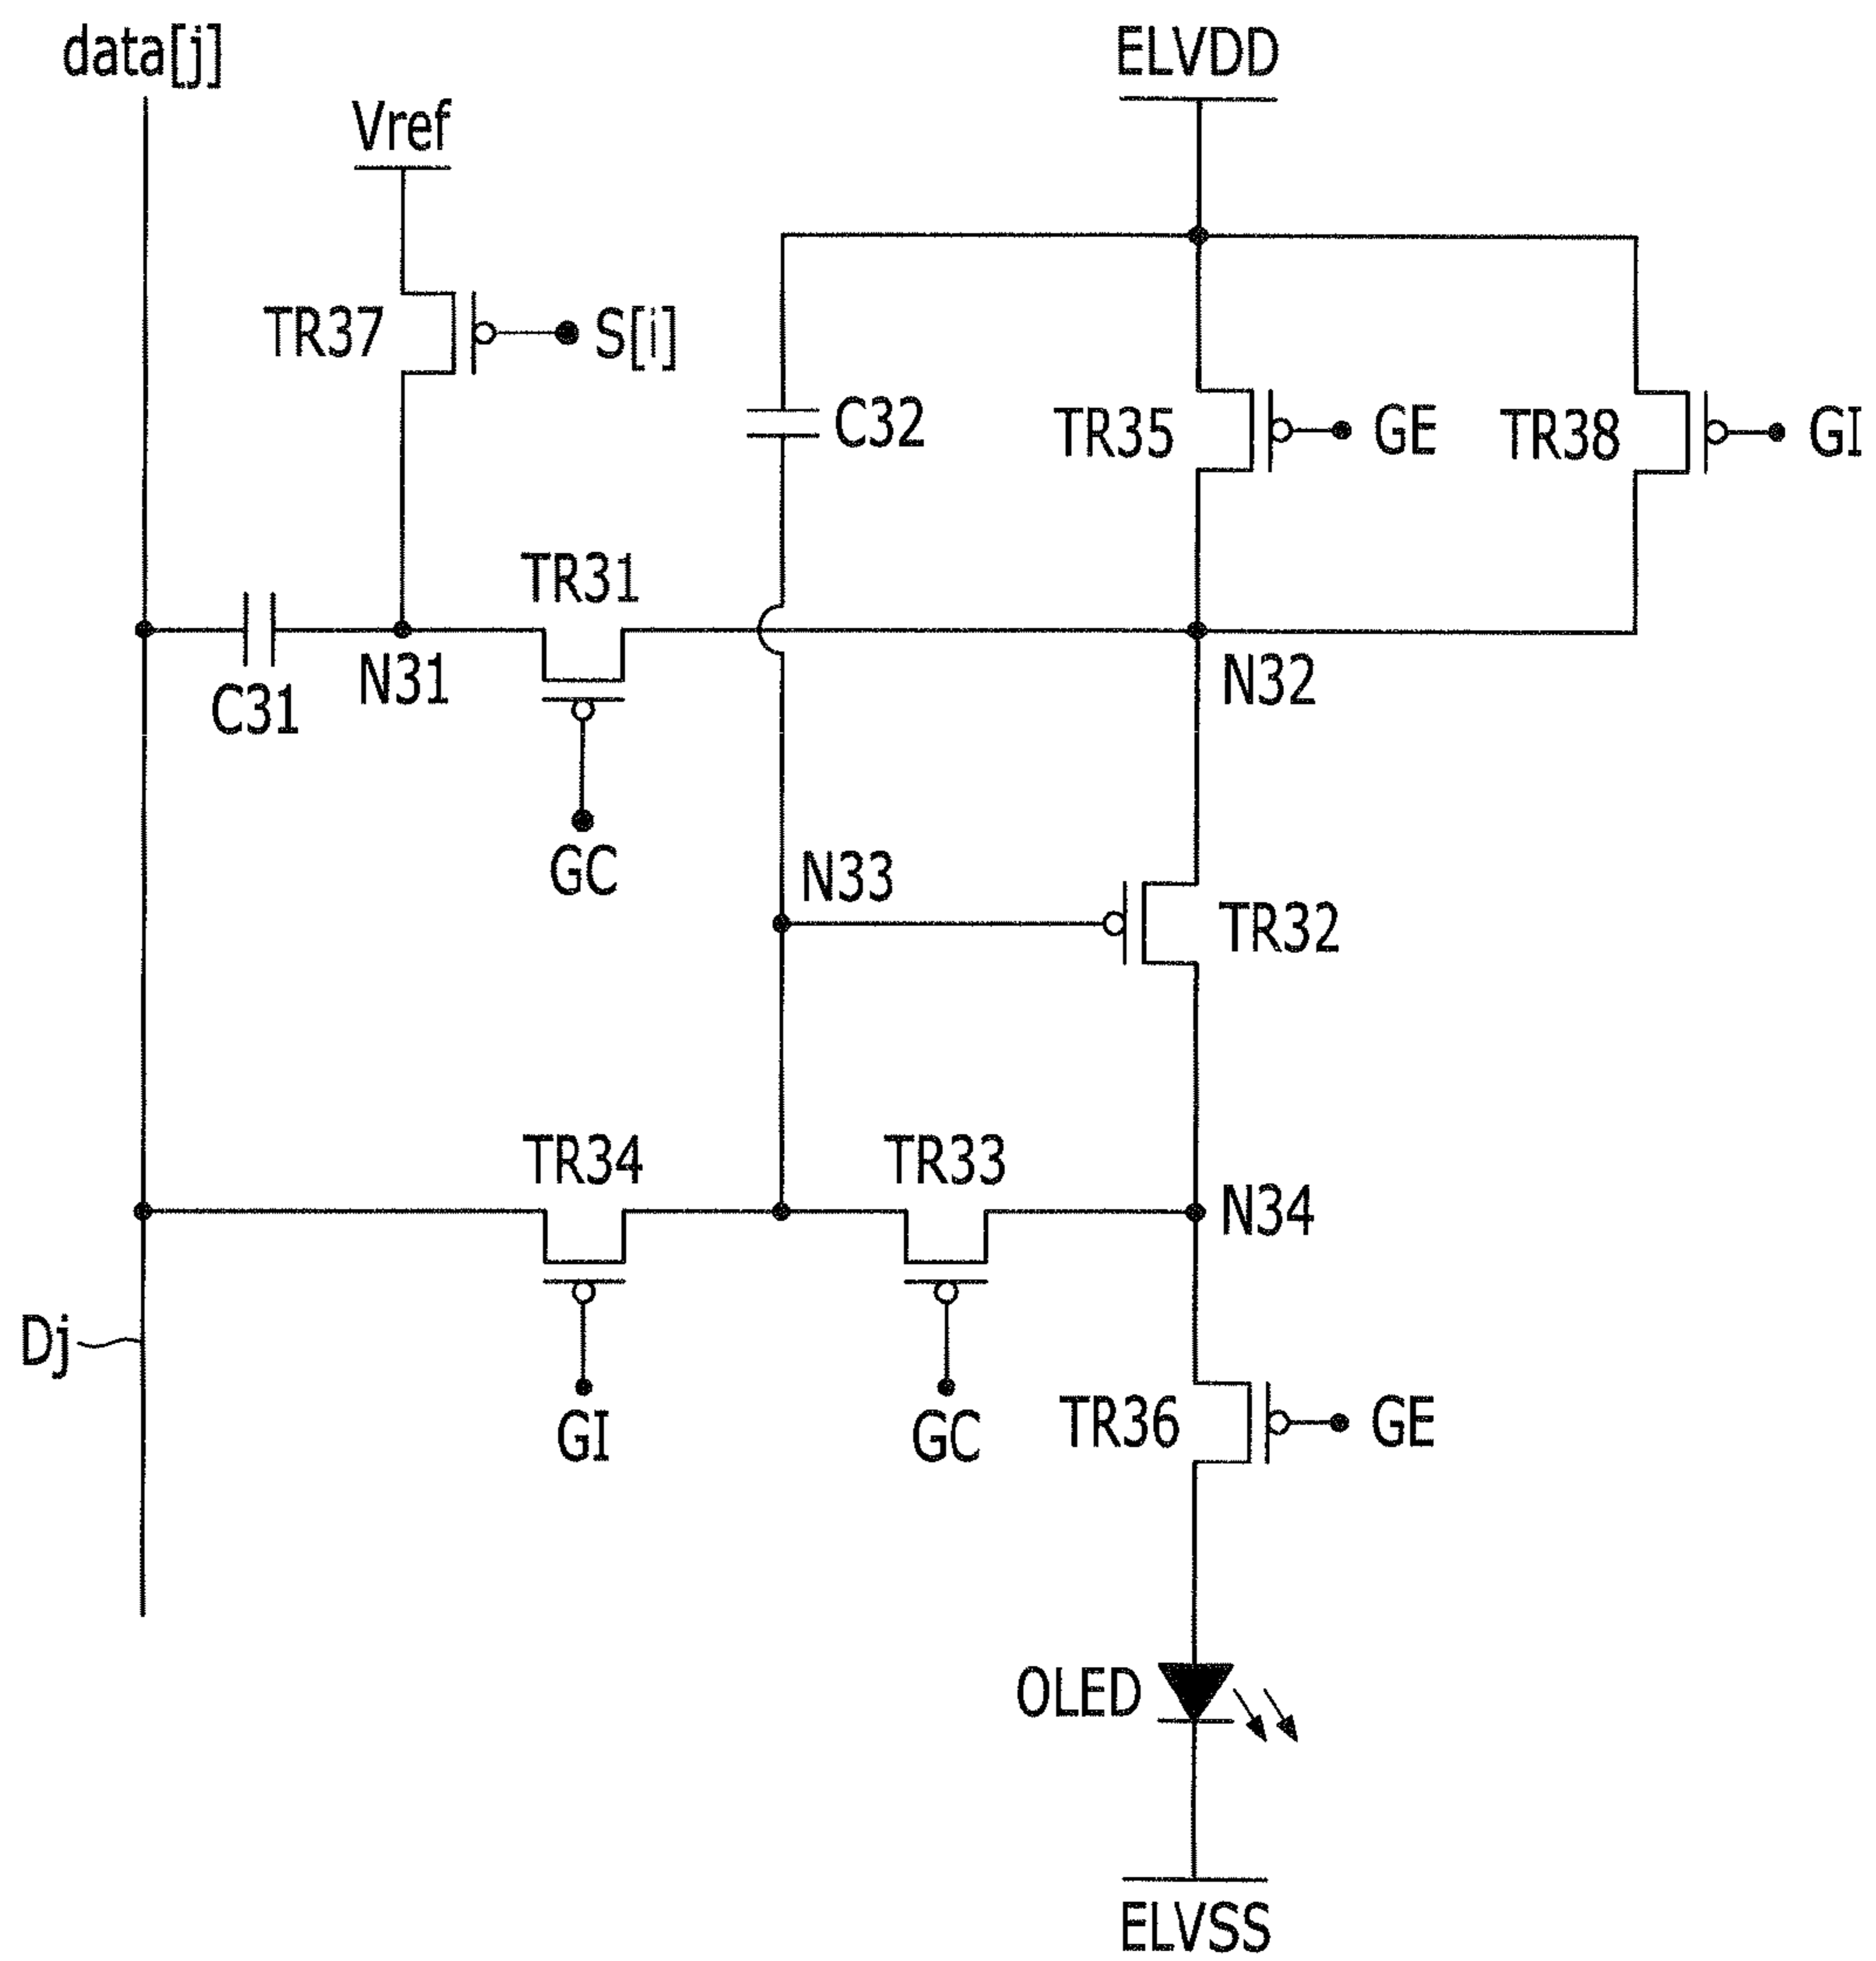 data[j]
ELVDD
Vref
TR37
S[i]
C32
TR35
GE
TR38
GI
TR31
N31
C31
N32
GC
N33
TR32
TR34
TR33
N34
Dj
GI
GC
TR36
GE
OLED
ELVSS